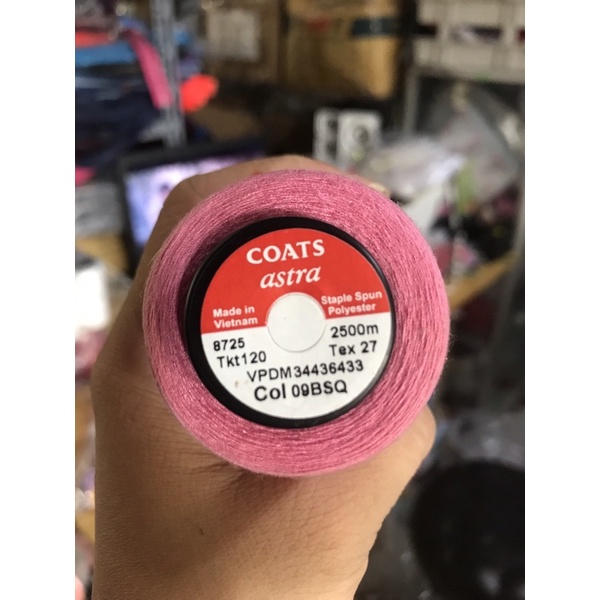 COATS
astra
Made in Staple Spun
Vietnam Polyester
8725 2500m
Tkt120 Tex 27
VPDM34436433
Col 09BSQ